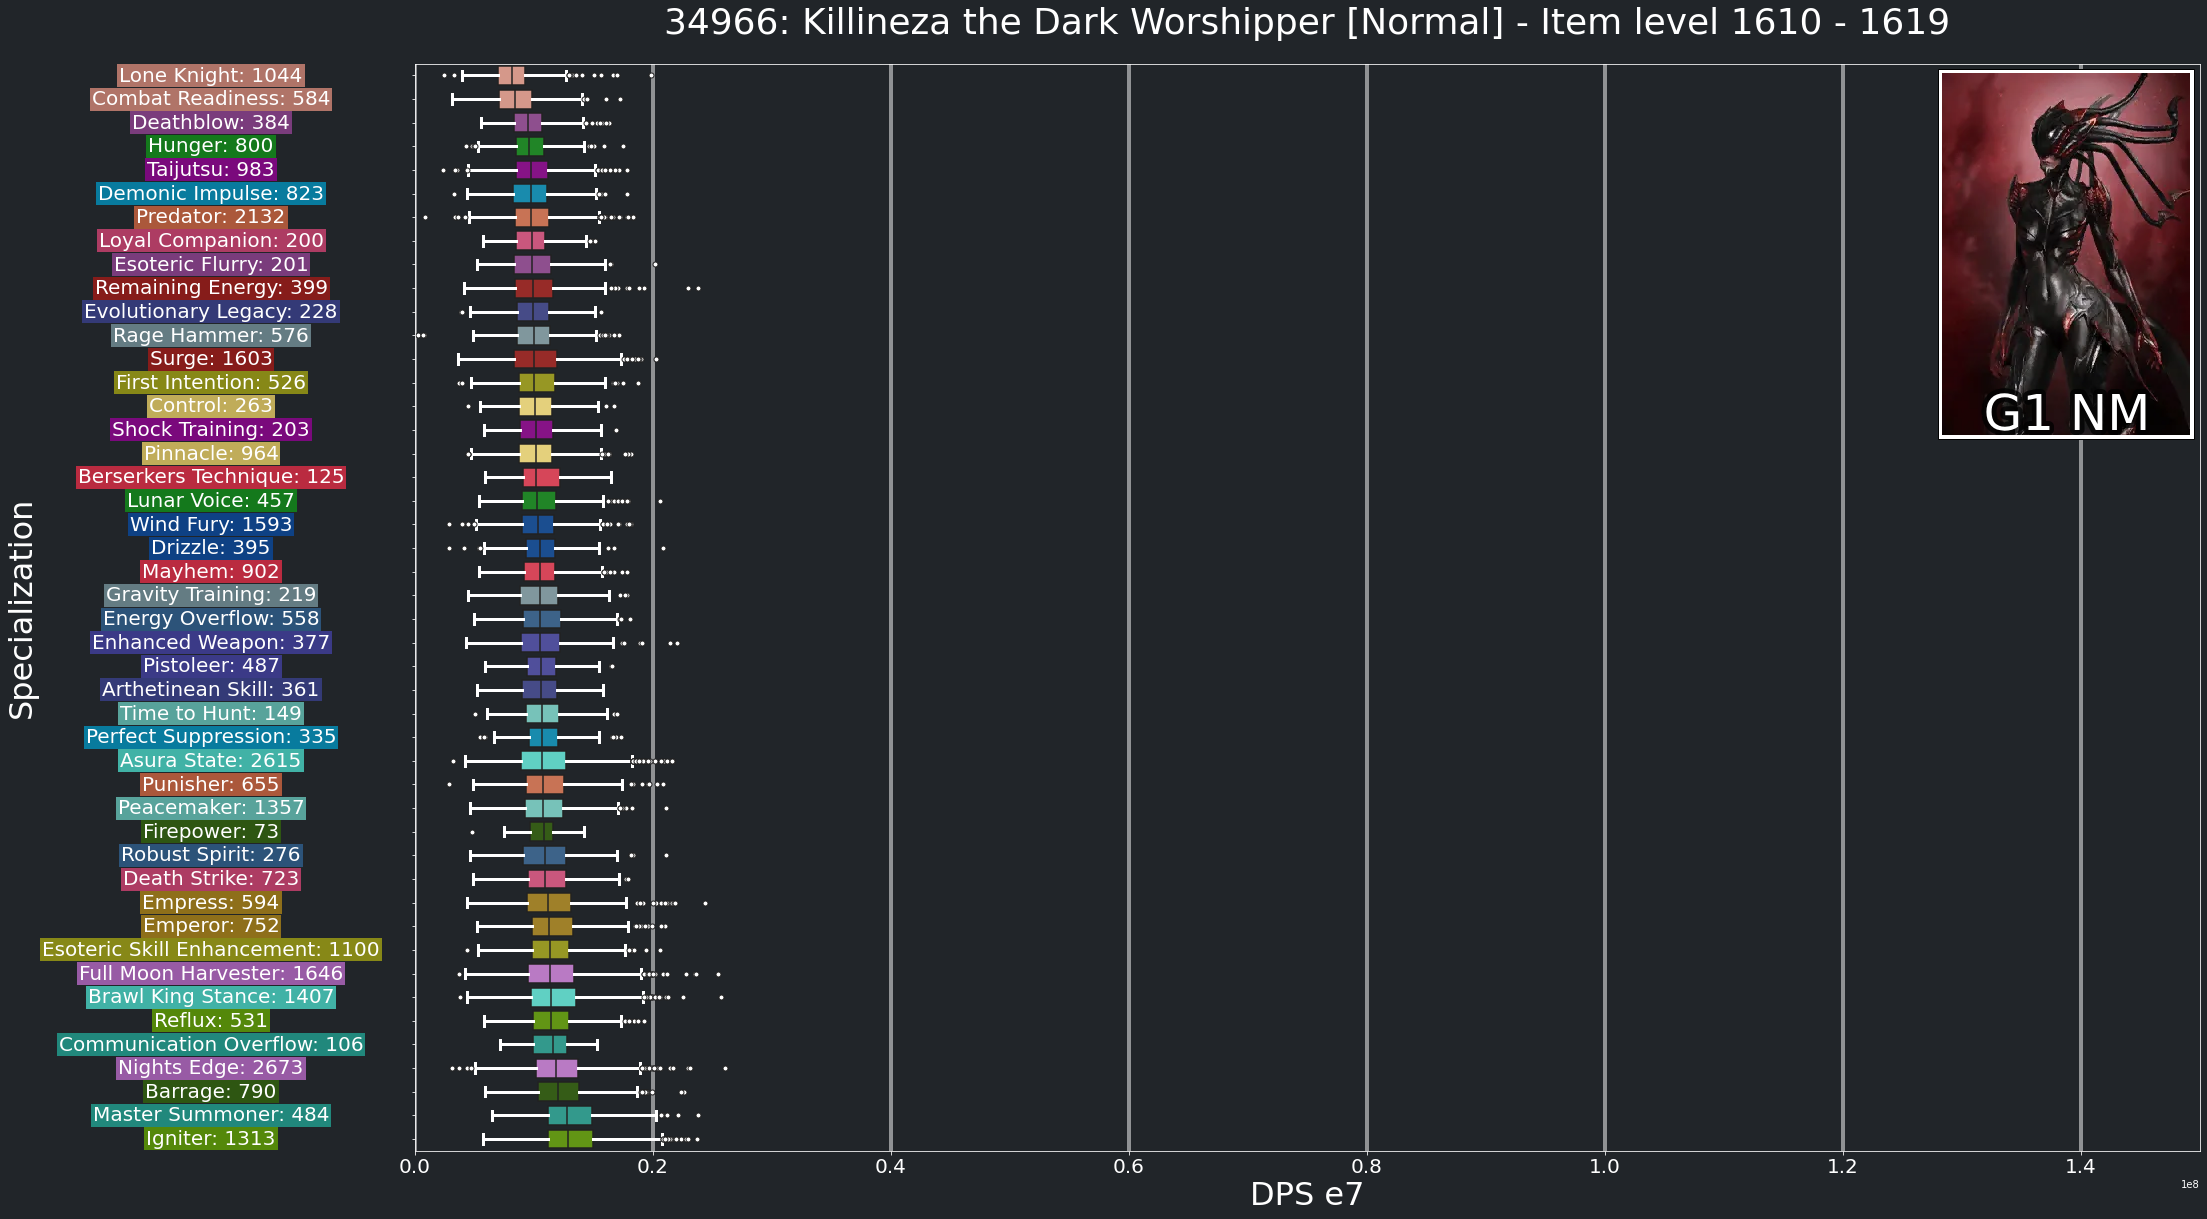 34966: Killineza the Dark Worshipper [Normal] - Item level 1610 - 1619
Lone Knight: 1044
Combat Readiness: 584
Deathblow: 384
Hunger: 800
Taijutsu: 983
Demonic Impulse: 823
Predator: 2132
Loyal Companion: 200
Esoteric Flurry: 201
Remaining Energy: 399
Evolutionary Legacy: 228
Rage Hammer: 576
Surge: 1603
First Intention: 526
Control: 263
Shock Training: 203
Pinnacle: 964
Berserkers Technique: 125
Lunar Voice: 457
Wind Fury: 1593
Drizzle: 395
Mayhem: 902
Gravity Training: 219
Energy Overflow: 558
Enhanced Weapon: 377
Pistoleer: 487
Arthetinean Skill: 361
Time to Hunt: 149
Perfect Suppression: 335
Asura State: 2615
Punisher: 655
Peacemaker: 1357
Firepower: 73
Robust Spirit: 276
Death Strike: 723
Empress: 594
Emperor: 752
Esoteric Skill Enhancement: 1100
Full Moon Harvester: 1646
Brawl King Stance: 1407
Reflux: 531
Communication Overflow: 106
Nights Edge: 2673
Barrage: 790
Master Summoner: 484
Igniter: 1313
Specialization
G1 NM
0.0 0.2 0.4 0.6 0.8 1.0 1.2 1.4
DPS e7
1e8